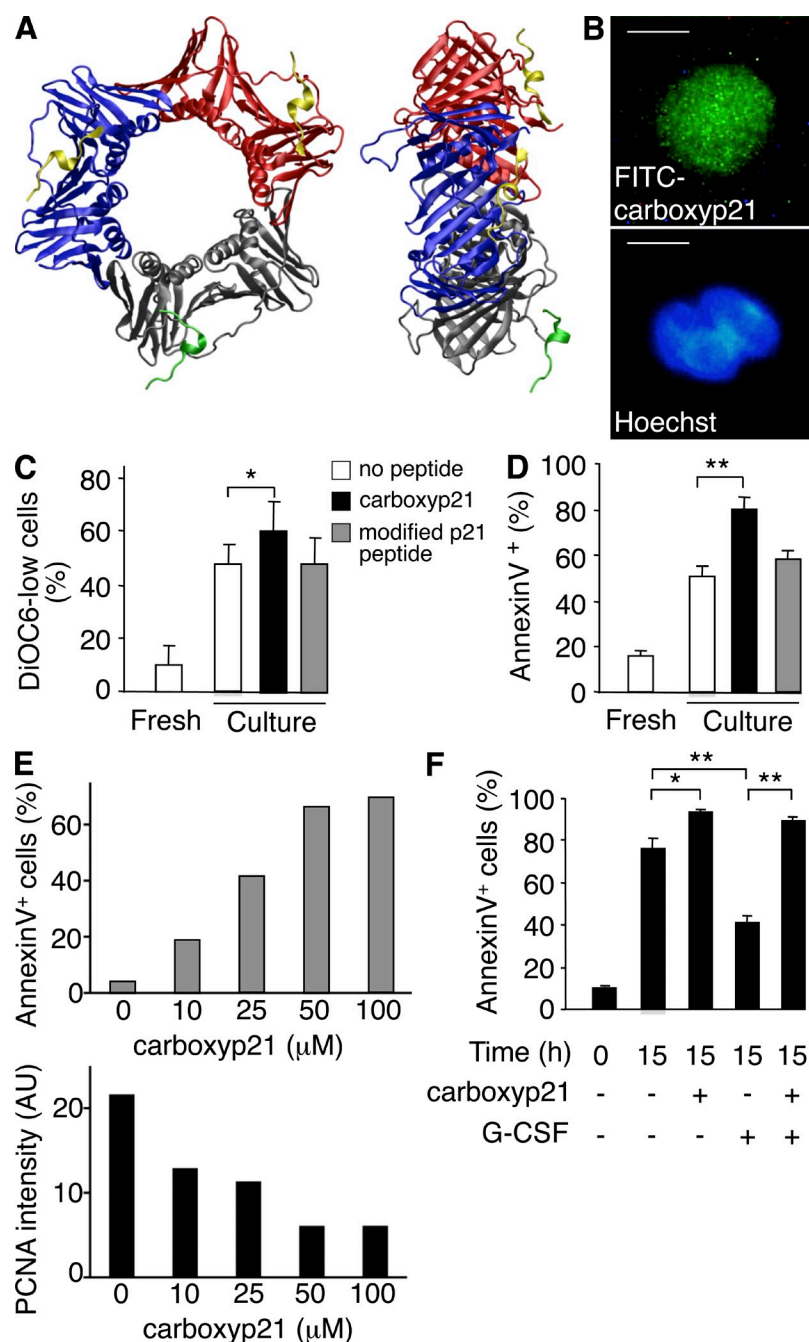 A
B
FITC-
carboxyp21
Hoechst
C
DiOC6-low cells
(%)
80
60
40
20
0
*
Fresh
Culture
no peptide
carboxyp21
modified p21
peptide
D
AnnexinV + (%)
100
80
60
40
20
0
**
Fresh
Culture
E
AnnexinV+ cells (%)
60
40
20
0
0 10 25 50 100
carboxyp21 (μM)
PCNA intensity (AU)
20
10
0
0 10 25 50 100
carboxyp21 (μM)
F
AnnexinV+ cells (%)
100
80
60
40
20
0
**
* **
Time (h) 0 15 15 15 15
carboxyp21 - - + - +
G-CSF - - - + +